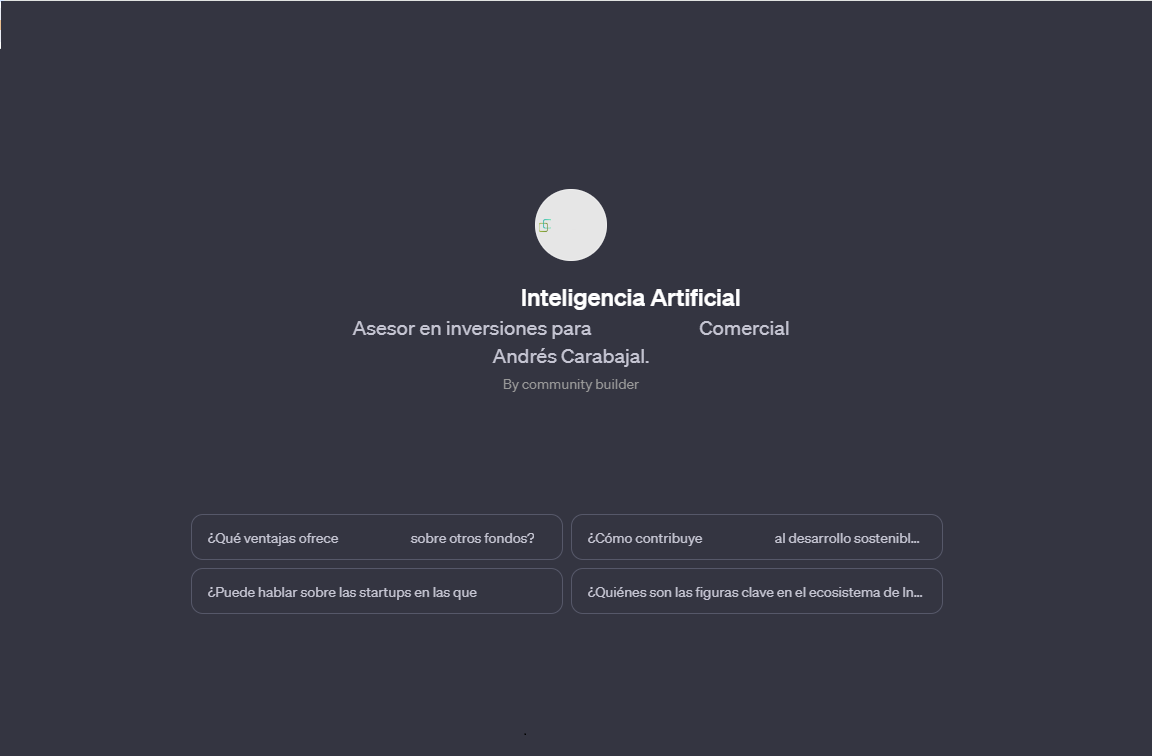 Inteligencia Artificial
Asesor en inversiones para Comercial
Andrés Carabajal.
By community builder
¿Qué ventajas ofrece sobre otros fondos?
¿Cómo contribuye al desarrollo sostenibl...
¿Puede hablar sobre las startups en las que
¿Quiénes son las figuras clave en el ecosistema de In...